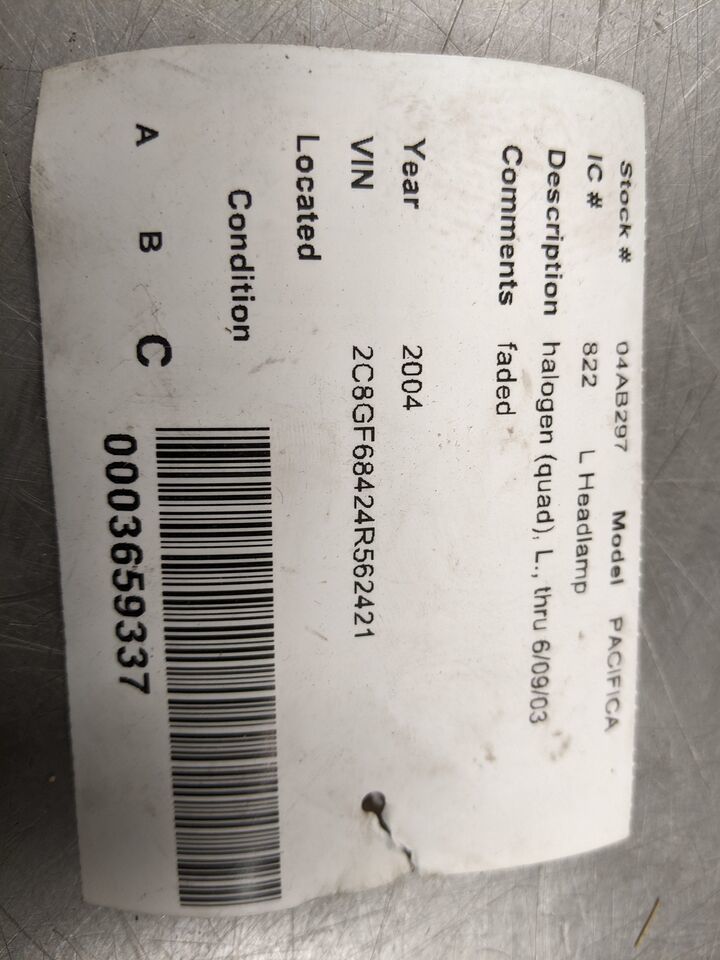 Stock # 04AB297 Model PACIFICA
IC # 822 L Headlamp
Description halogen (quad), L., thru 6/09/03
Comments faded
Year 2004
VIN 2C8GF68424R562421
Located
Condition
A B C
0003659337